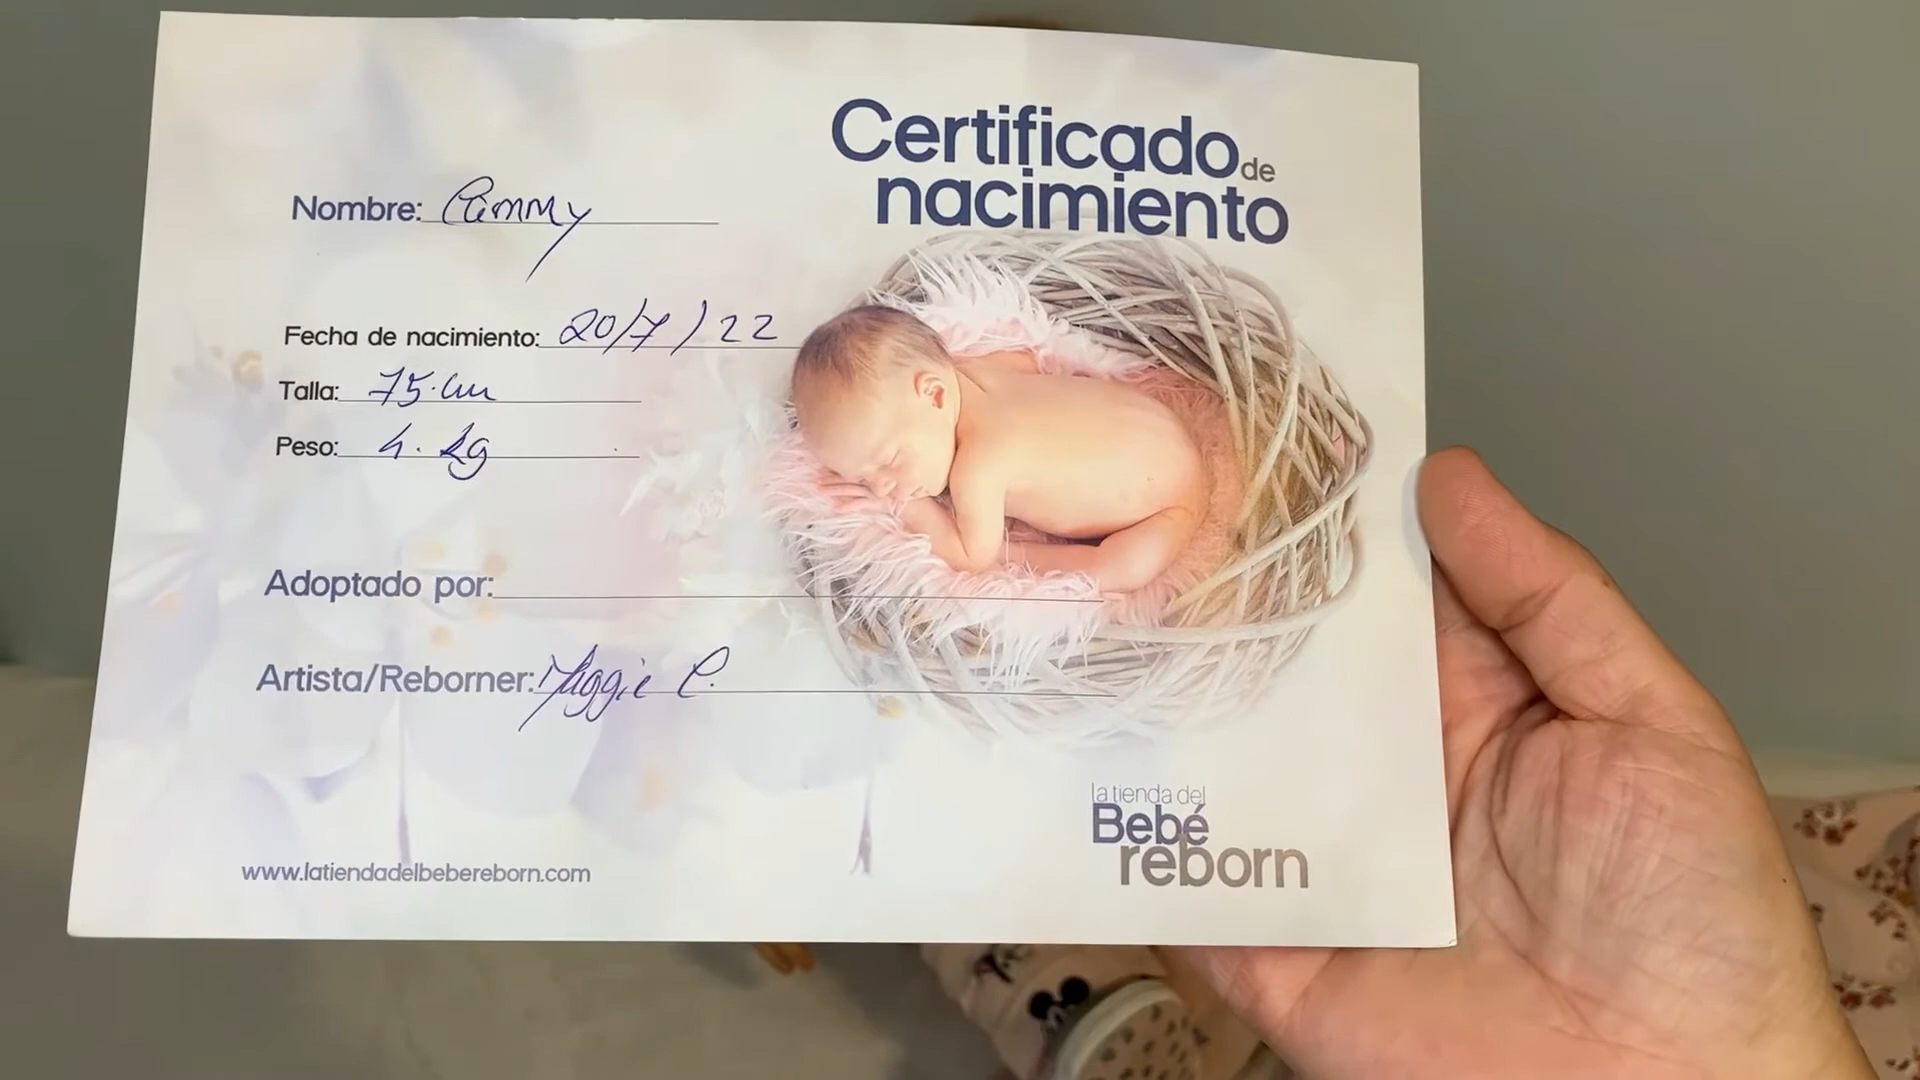 Certificado de
nacimiento
Nombre: Cammy
Fecha de nacimiento: 20/7/22
Talla: 75. cm
Peso: 4. kg
Adoptado por:
Artista/Reborner: Maggie C.
la tienda del
Bebé
reborn
www.latiendadelbebereborn.com